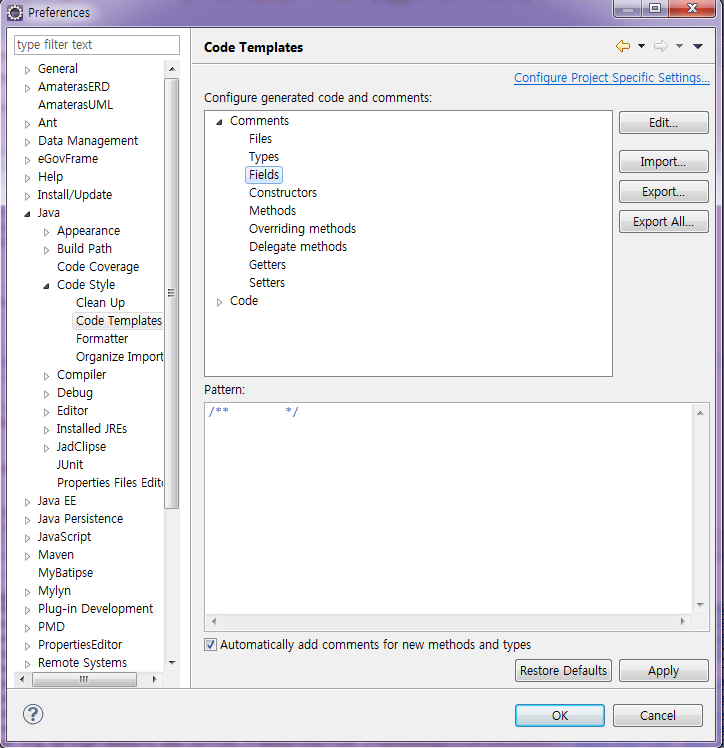 Preferences
type filter text
General
AmaterasERD
AmaterasUML
Ant
Data Management
eGovFrame
Help
Install/Update
Java
Appearance
Build Path
Code Coverage
Code Style
Clean Up
Code Templates
Formatter
Organize Import
Compiler
Debug
Editor
Installed JREs
JadClipse
JUnit
Properties Files Edito
Java EE
Java Persistence
JavaScript
Maven
MyBatipse
Mylyn
Plug-in Development
PMD
PropertiesEditor
Remote Systems
Code Templates
Configure Project Specific Settings...
Configure generated code and comments:
Comments
Files
Types
Fields
Constructors
Methods
Overriding methods
Delegate methods
Getters
Setters
Code
Edit...
Import...
Export...
Export All...
Pattern:
/**        */
Automatically add comments for new methods and types
Restore Defaults
Apply
OK
Cancel